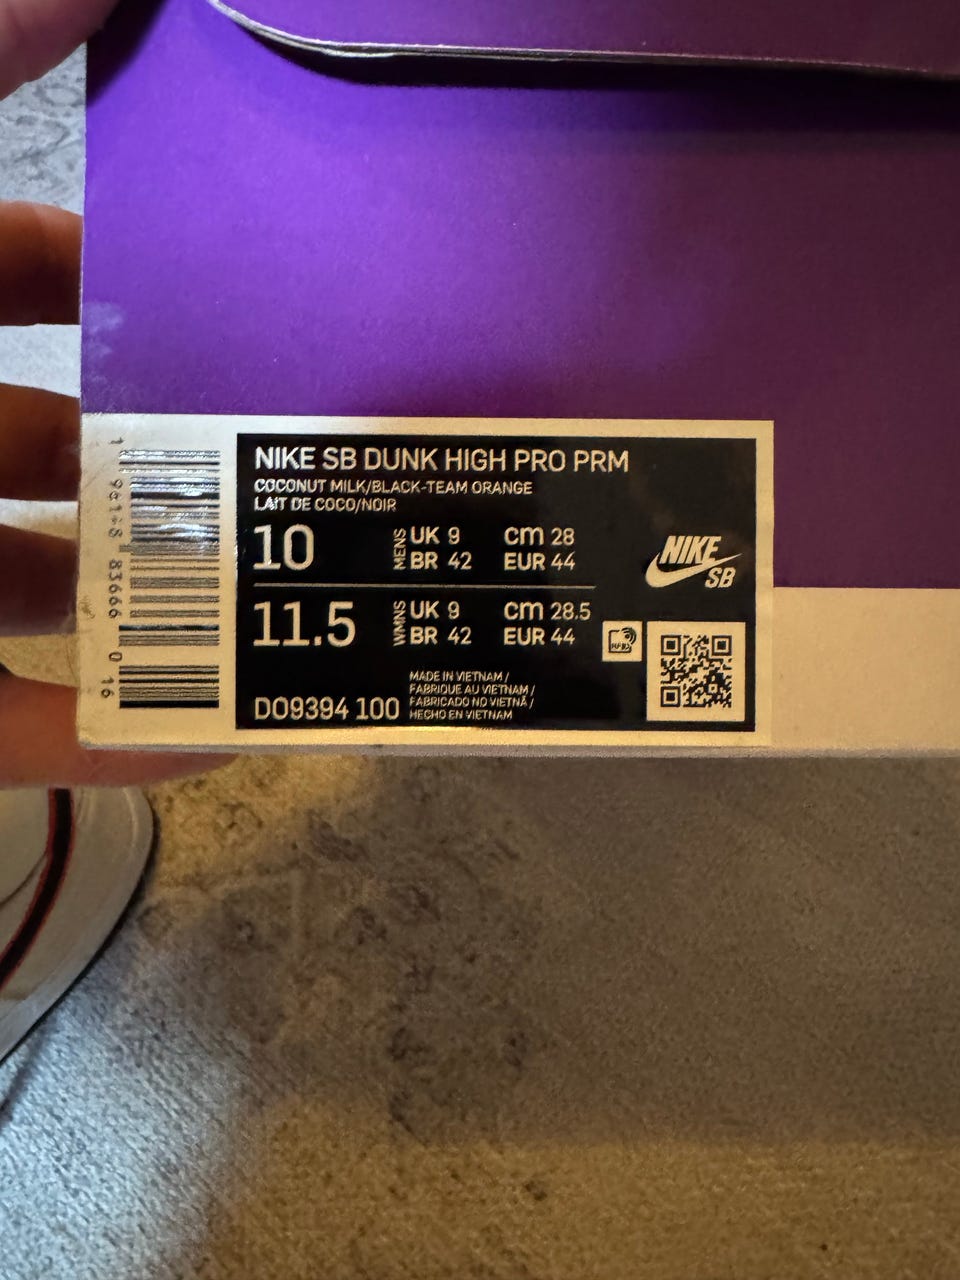 NIKE SB DUNK HIGH PRO PRM
COCONUT MILK/BLACK-TEAM ORANGE
LAIT DE COCO/NOIR
10 MENS UK 9 CM 28
BR 42 EUR 44
11.5 WMNS UK 9 CM 28.5
BR 42 EUR 44
NIKE
SB
DO9394 100
MADE IN VIETNAM /
FABRIQUE AU VIETNAM /
FABRICADO NO VIETNÃ /
HECHO EN VIETNAM
83666 0 16